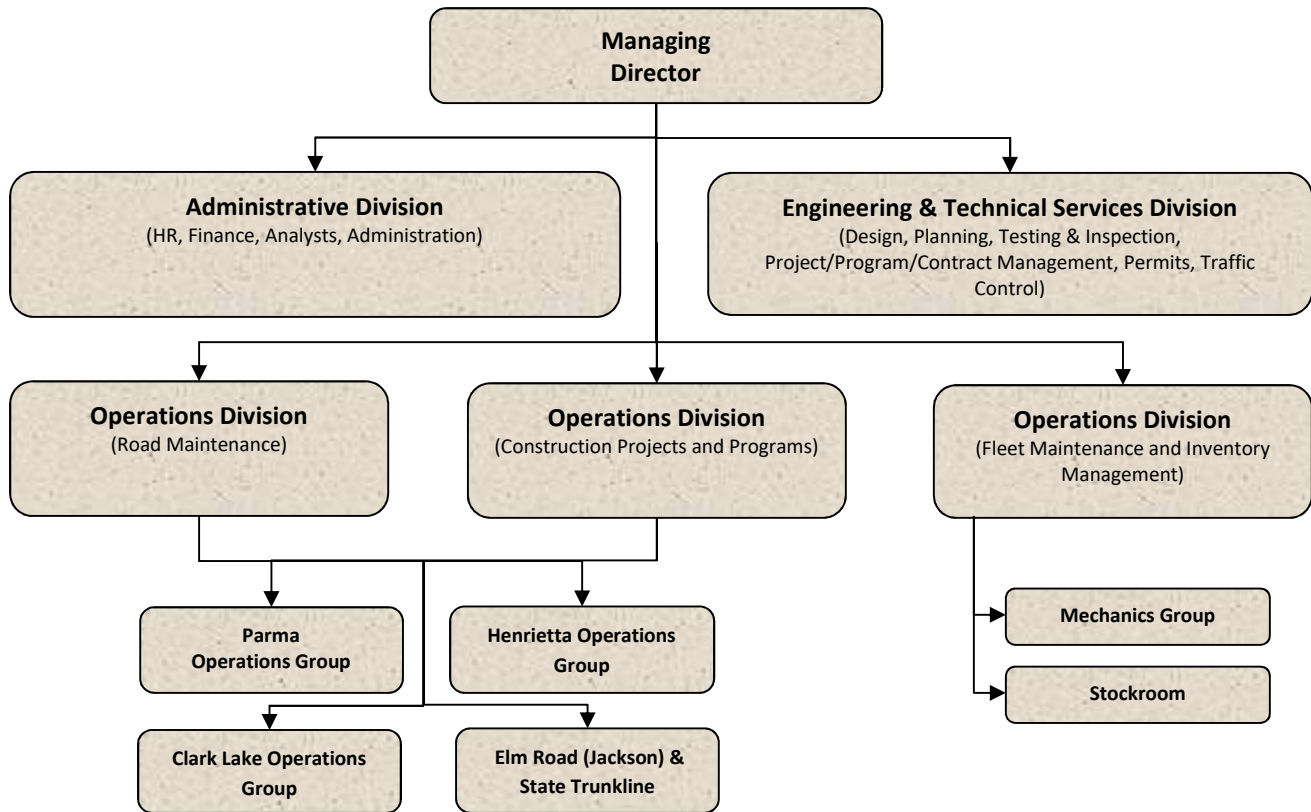 Managing
Director
Administrative Division
(HR, Finance, Analysts, Administration)
Engineering & Technical Services Division
(Design, Planning, Testing & Inspection,
Project/Program/Contract Management, Permits, Traffic
Control)
Operations Division
(Road Maintenance)
Operations Division
(Construction Projects and Programs)
Operations Division
(Fleet Maintenance and Inventory
Management)
Parma
Operations Group
Henrietta Operations
Group
Mechanics Group
Stockroom
Clark Lake Operations
Group
Elm Road (Jackson) &
State Trunkline